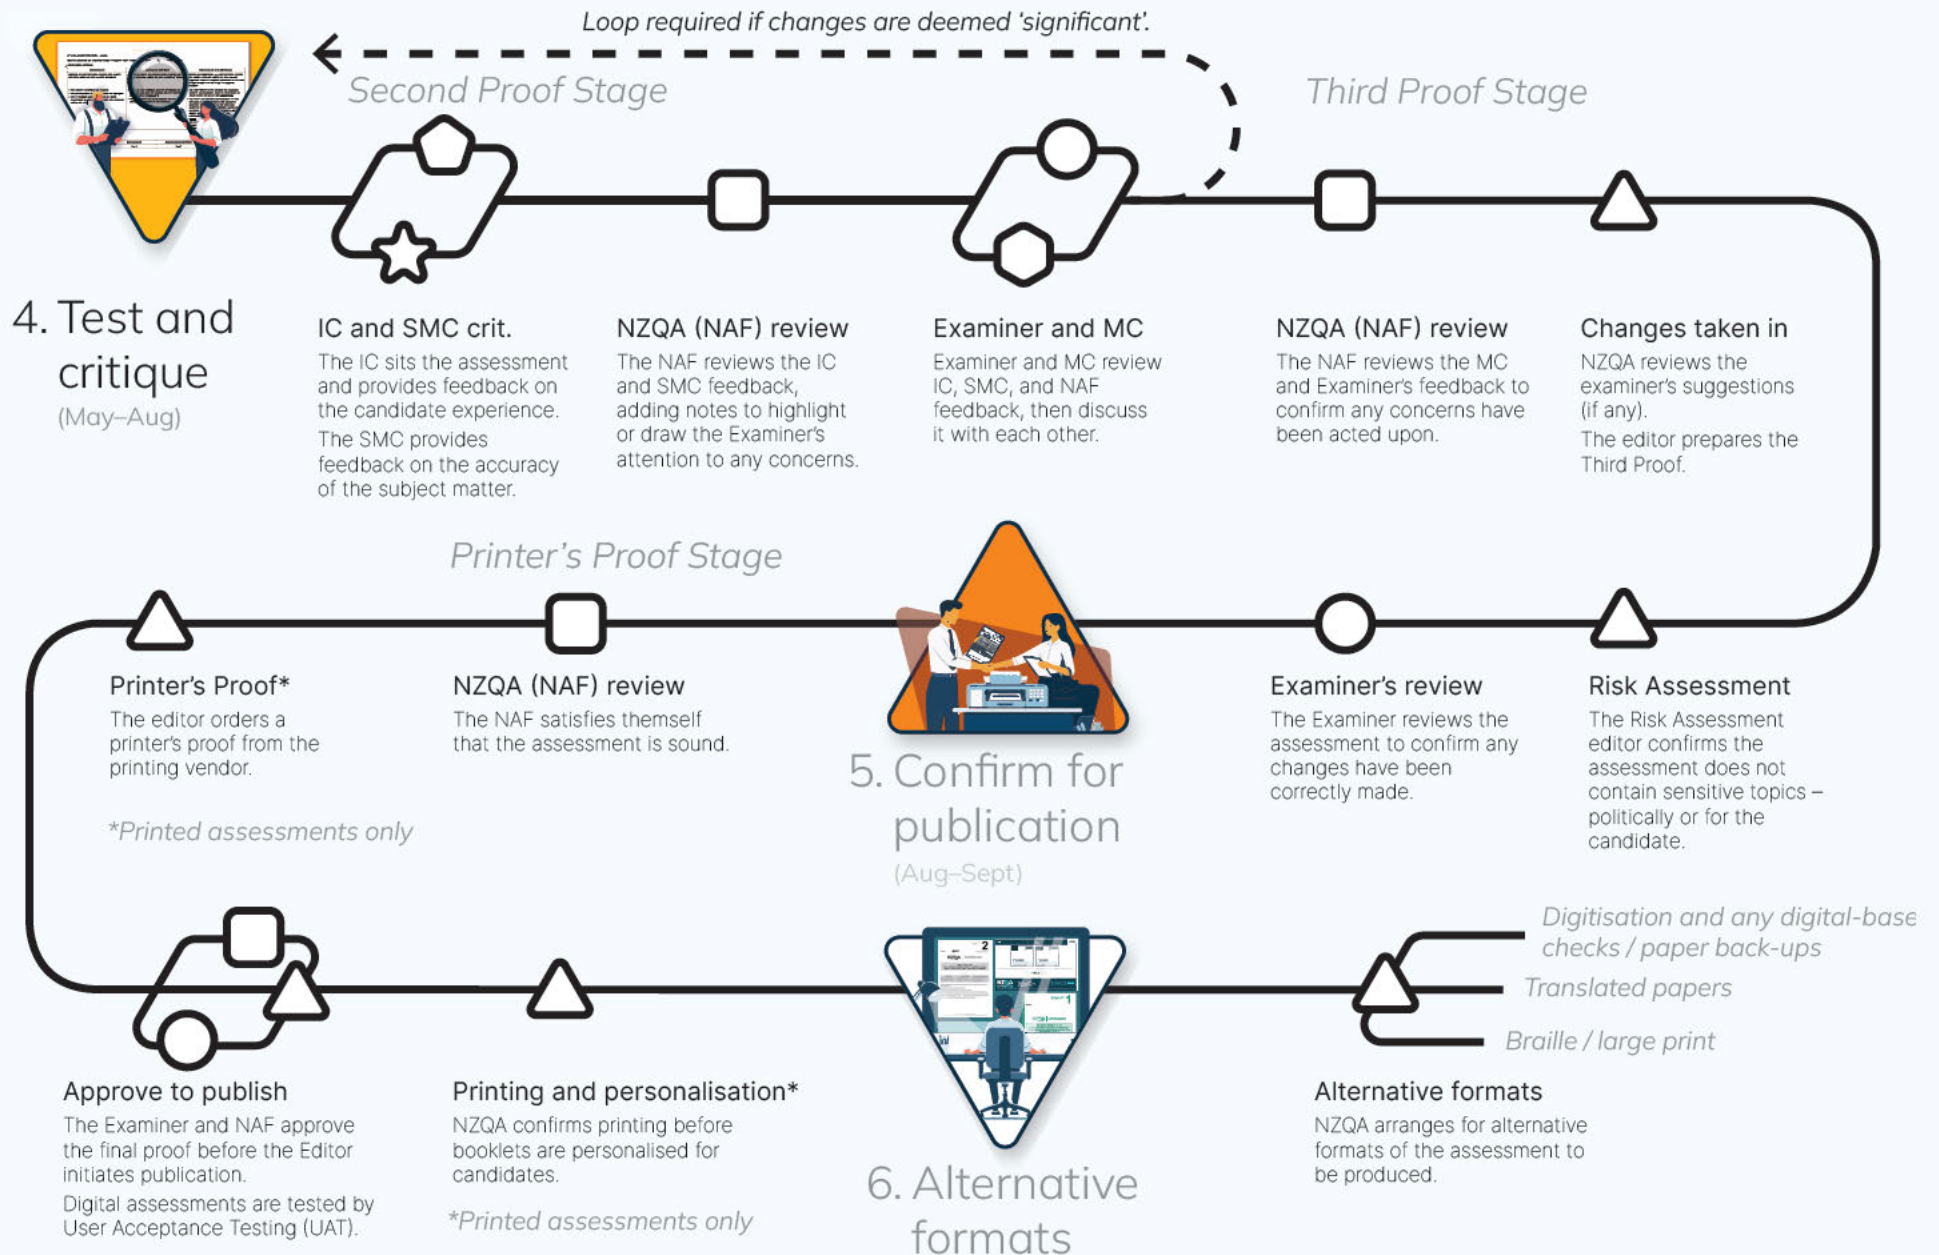 Loop required if changes are deemed ‘significant’.
Second Proof Stage
Third Proof Stage
4. Test and
critique
(May–Aug)
IC and SMC crit.
The IC sits the assessment
and provides feedback on
the candidate experience.
The SMC provides
feedback on the accuracy
of the subject matter.
NZQA (NAF) review
The NAF reviews the IC
and SMC feedback,
adding notes to highlight
or draw the Examiner’s
attention to any concerns.
Examiner and MC
Examiner and MC review
IC, SMC, and NAF
feedback, then discuss
it with each other.
NZQA (NAF) review
The NAF reviews the MC
and Examiner’s feedback to
confirm any concerns have
been acted upon.
Changes taken in
NZQA reviews the
examiner’s suggestions
(if any).
The editor prepares the
Third Proof.
Printer’s Proof Stage
Printer’s Proof*
The editor orders a
printer’s proof from the
printing vendor.
*Printed assessments only
NZQA (NAF) review
The NAF satisfies themself
that the assessment is sound.
5. Confirm for
publication
(Aug–Sept)
Examiner’s review
The Examiner reviews the
assessment to confirm any
changes have been
correctly made.
Risk Assessment
The Risk Assessment
editor confirms the
assessment does not
contain sensitive topics –
politically or for the
candidate.
Approve to publish
The Examiner and NAF approve
the final proof before the Editor
initiates publication.
Digital assessments are tested by
User Acceptance Testing (UAT).
Printing and personalisation*
NZQA confirms printing before
booklets are personalised for
candidates.
*Printed assessments only
2
NZQA
1
6. Alternative
formats
Digitisation and any digital-base
checks / paper back-ups
Translated papers
Braille / large print
Alternative formats
NZQA arranges for alternative
formats of the assessment to
be produced.